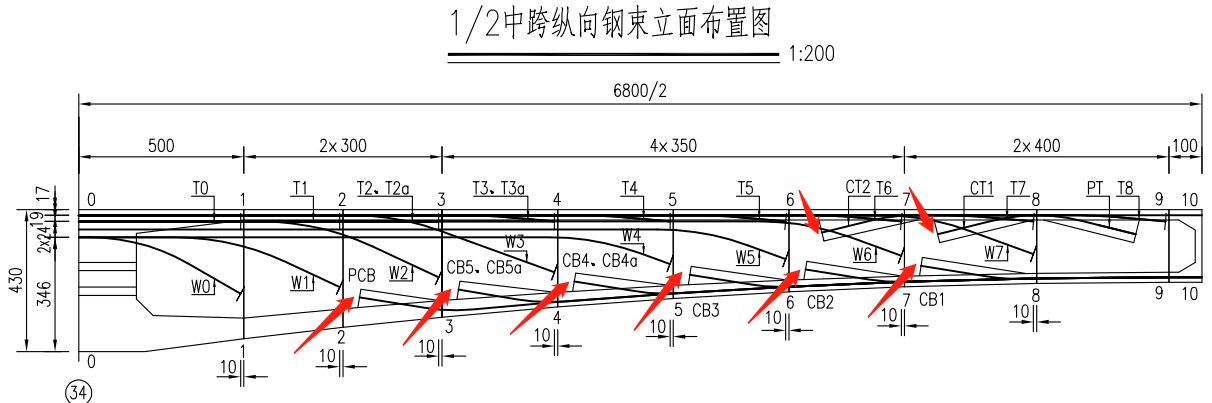 1/2中跨纵向钢束立面布置图
1:200
6800/2
500 2×300 4×350 2×400 100
17
19
2x24
346
430
0 T0 1 T1 2 T2、T2a 3 T3、T3a 4 T4 5 T5 6 CT2 T6 7 CT1 T7 8 PT T8 9 10
W0 W1 W2 W3 W4 W5 W6 W7
PCB CB5、CB5a CB4、CB4a CB3 CB2 CB1
0 1 2 3 4 5 6 7 8 9 10
10 10 10 10 10 10 10 10
34